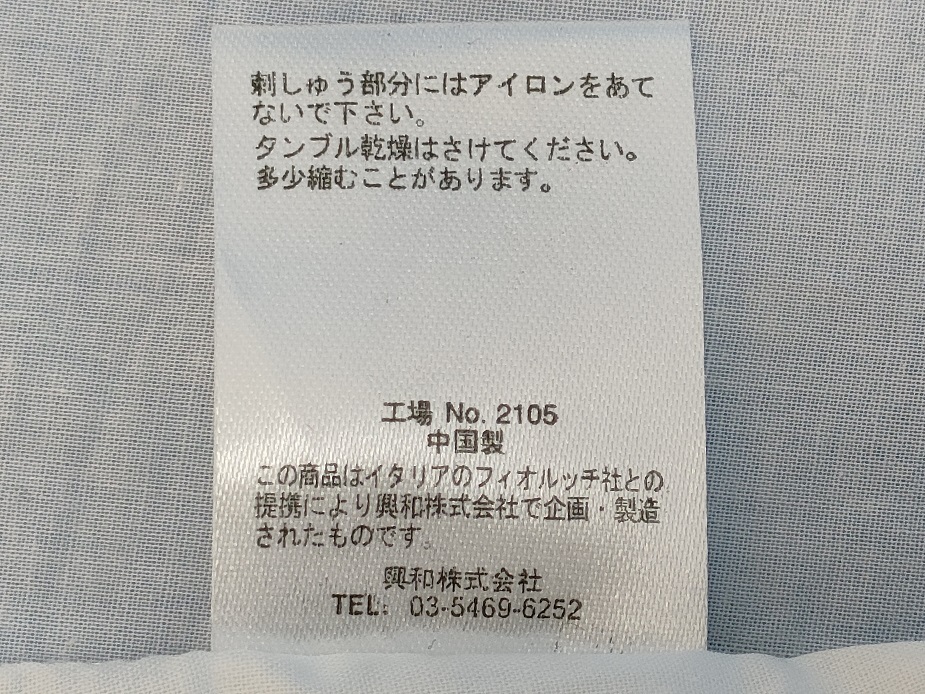 刺しゅう部分にはアイロンをあて
ないで下さい。
タンブル乾燥はさけてください。
多少縮むことがあります。
工場 No. 2105
中国製
この商品はイタリアのフィオルッチ社との
提携により興和株式会社で企画・製造
されたものです。
興和株式会社
TEL: 03-5469-6252